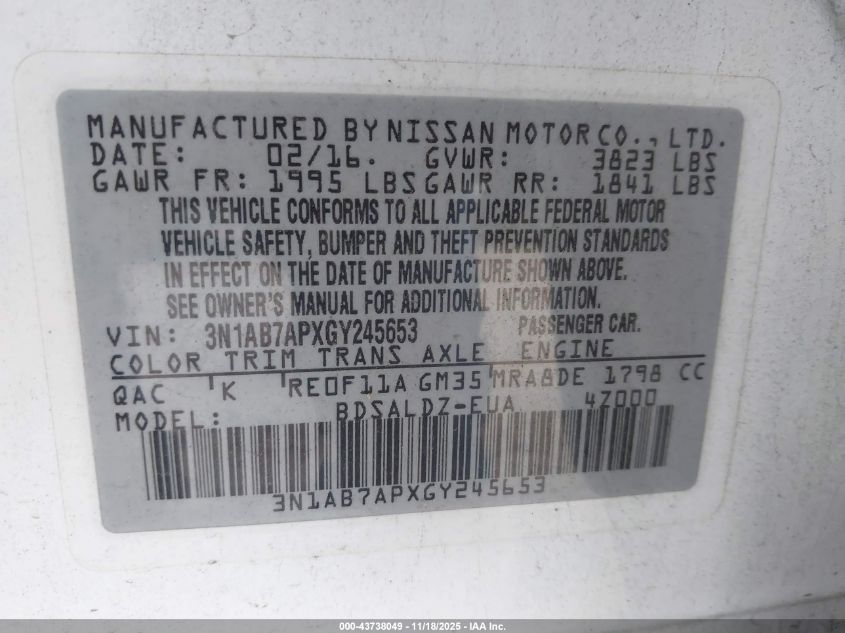 MANUFACTURED BY NISSAN MOTOR CO., LTD.
DATE: 02/16. GVWR: 3823 LBS
GAWR FR: 1995 LBS GAWR RR: 1841 LBS
THIS VEHICLE CONFORMS TO ALL APPLICABLE FEDERAL MOTOR
VEHICLE SAFETY, BUMPER AND THEFT PREVENTION STANDARDS
IN EFFECT ON THE DATE OF MANUFACTURE SHOWN ABOVE.
SEE OWNER'S MANUAL FOR ADDITIONAL INFORMATION.
VIN: 3N1AB7APXGY245653 PASSENGER CAR.
COLOR TRIM TRANS AXLE ENGINE
QAC K RE0F11A GM35 MRA8DE 1798 CC
MODEL: BDSALDZ-EUA 4Z000
3N1AB7APXGY245653
000-43738049 - 11/18/2025 - IAA Inc.